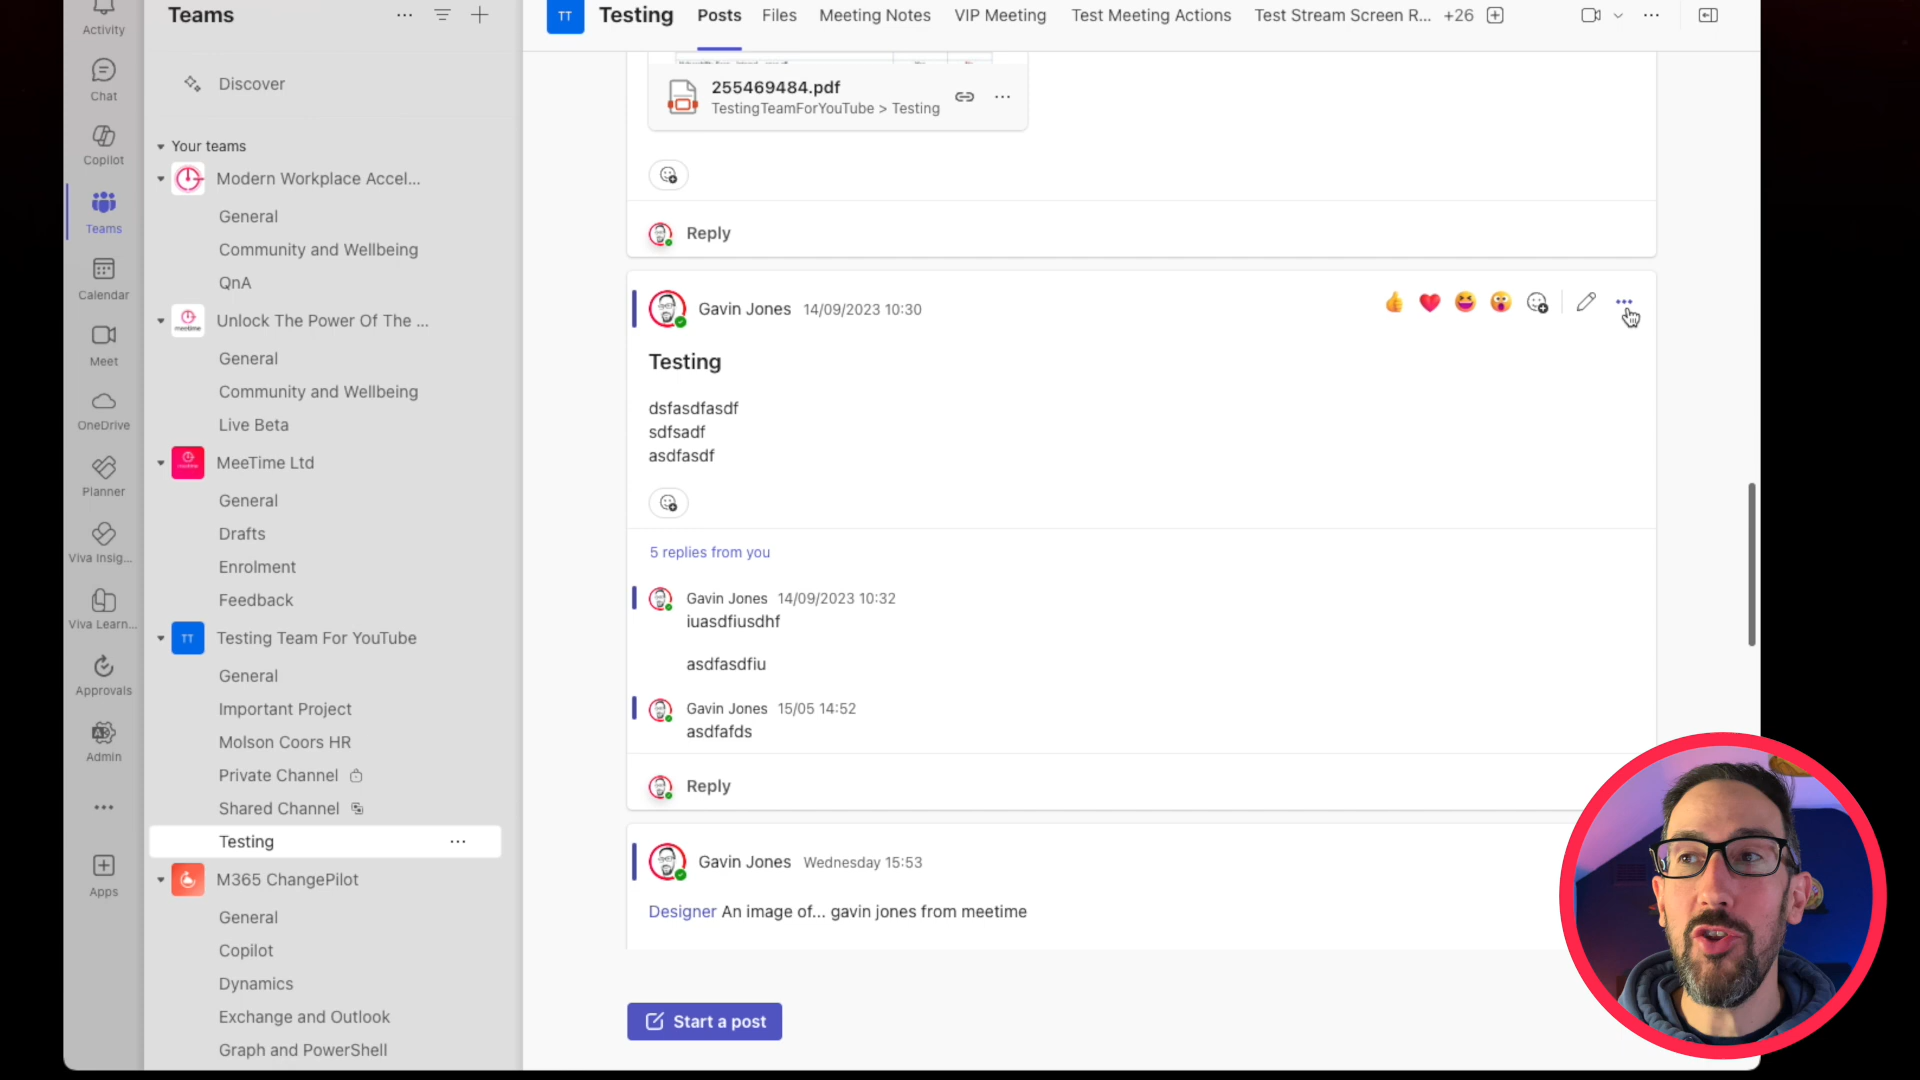 Activity
Chat
Copilot
Teams
Calendar
Meet
OneDrive
Planner
Viva Insig...
Viva Learn...
Approvals
Admin
Apps
Teams
Discover
Your teams
Modern Workplace Accel...
General
Community and Wellbeing
QnA
meetime
Unlock The Power Of The ...
General
Community and Wellbeing
Live Beta
MeeTime Ltd
General
Drafts
Enrolment
Feedback
TT
Testing Team For YouTube
General
Important Project
Molson Coors HR
Private Channel
Shared Channel
Testing
M365 ChangePilot
General
Copilot
Dynamics
Exchange and Outlook
Graph and PowerShell
TT Testing Posts Files Meeting Notes VIP Meeting Test Meeting Actions Test Stream Screen R... +26
255469484.pdf
TestingTeamForYouTube > Testing
Reply
Gavin Jones 14/09/2023 10:30
Testing
dsfasdfasdf
sdfsadf
asdfasdf
5 replies from you
Gavin Jones 14/09/2023 10:32
iuasdfiusdhf
asdfasdfiu
Gavin Jones 15/05 14:52
asdfafds
Reply
Gavin Jones Wednesday 15:53
Designer An image of... gavin jones from meetime
Start a post